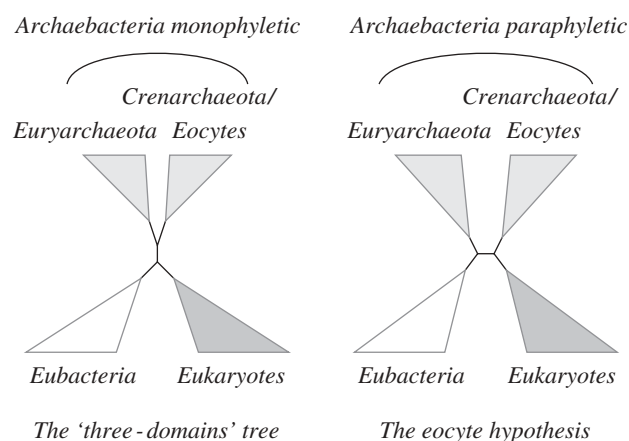 Archaebacteria monophyletic
Crenarchaeota/
Euryarchaeota Eocytes
Eubacteria Eukaryotes
The ‘three-domains’ tree
Archaebacteria paraphyletic
Crenarchaeota/
Euryarchaeota Eocytes
Eubacteria Eukaryotes
The eocyte hypothesis